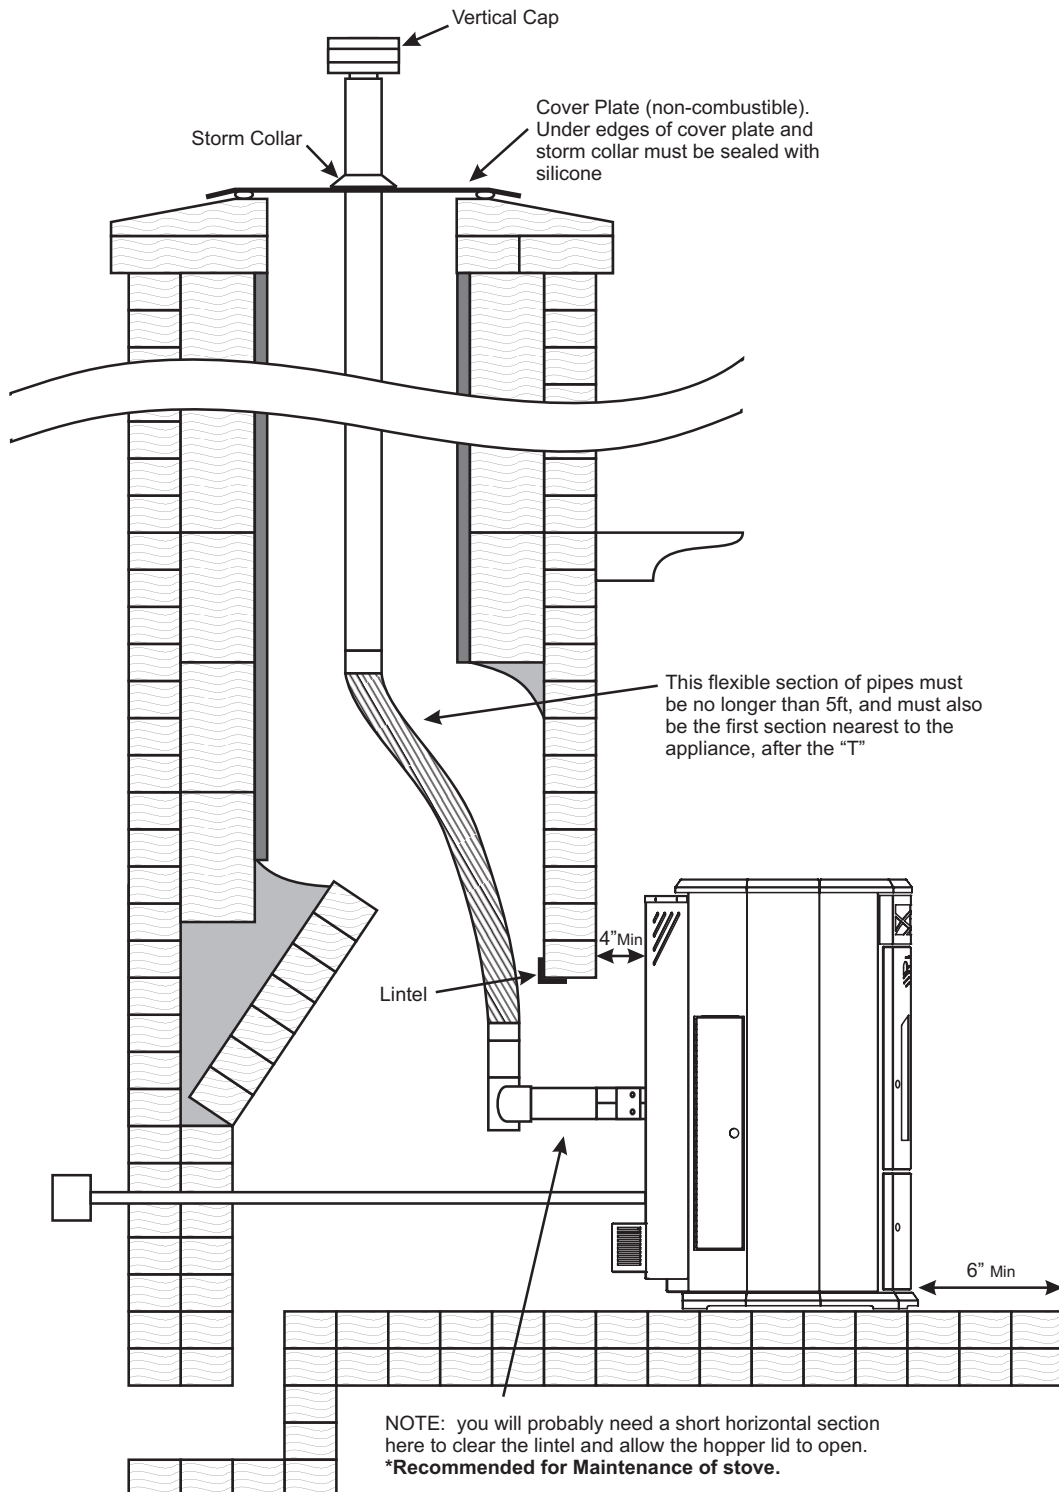 Vertical Cap
Cover Plate (non-combustible).
Under edges of cover plate and
storm collar must be sealed with
silicone
Storm Collar
This flexible section of pipes must
be no longer than 5ft, and must also
be the first section nearest to the
appliance, after the “T”
4” Min
Lintel
6” Min
NOTE:  you will probably need a short horizontal section
here to clear the lintel and allow the hopper lid to open.
*Recommended for Maintenance of stove.